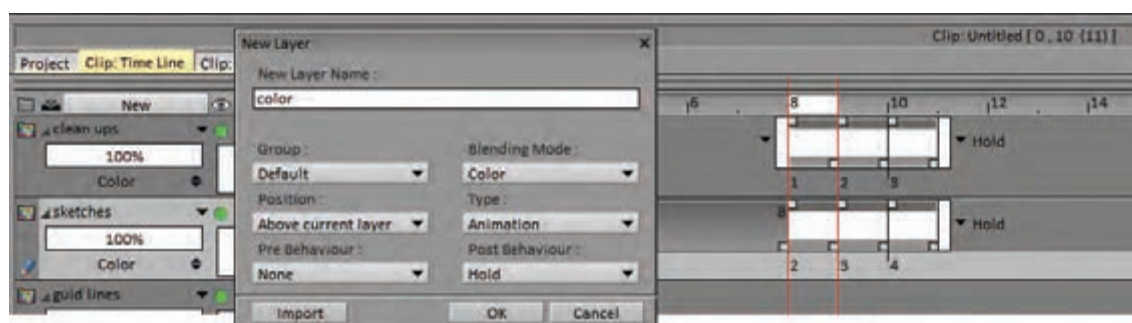 Clip: Untitled [ 0 , 10 (11) ]
Project Clip: Time Line Clip:
New
clean ups
100%
Color
sketches
100%
Color
guid lines
New Layer x
New Layer Name :
color
Group : Blending Mode :
Default Color
Position : Type :
Above current layer Animation
Pre Behaviour : Post Behaviour :
None Hold
Import OK Cancel
6 8 10 12 14
Hold
1 2 3
8
Hold
2 3 4